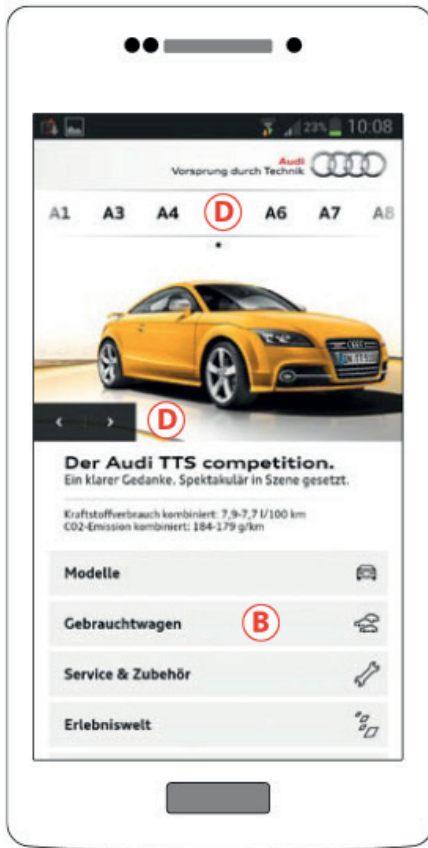 23% 10:08
Audi
Vorsprung durch Technik
A1 A3 A4 D A6 A7 A8
D
Der Audi TTS competition.
Ein klarer Gedanke. Spektakulär in Szene gesetzt.
Kraftstoffverbrauch kombiniert: 7,9-7,7 l/100 km
CO2-Emission kombiniert: 184-179 g/km
Modelle
Gebrauchtwagen B
Service & Zubehör
Erlebniswelt